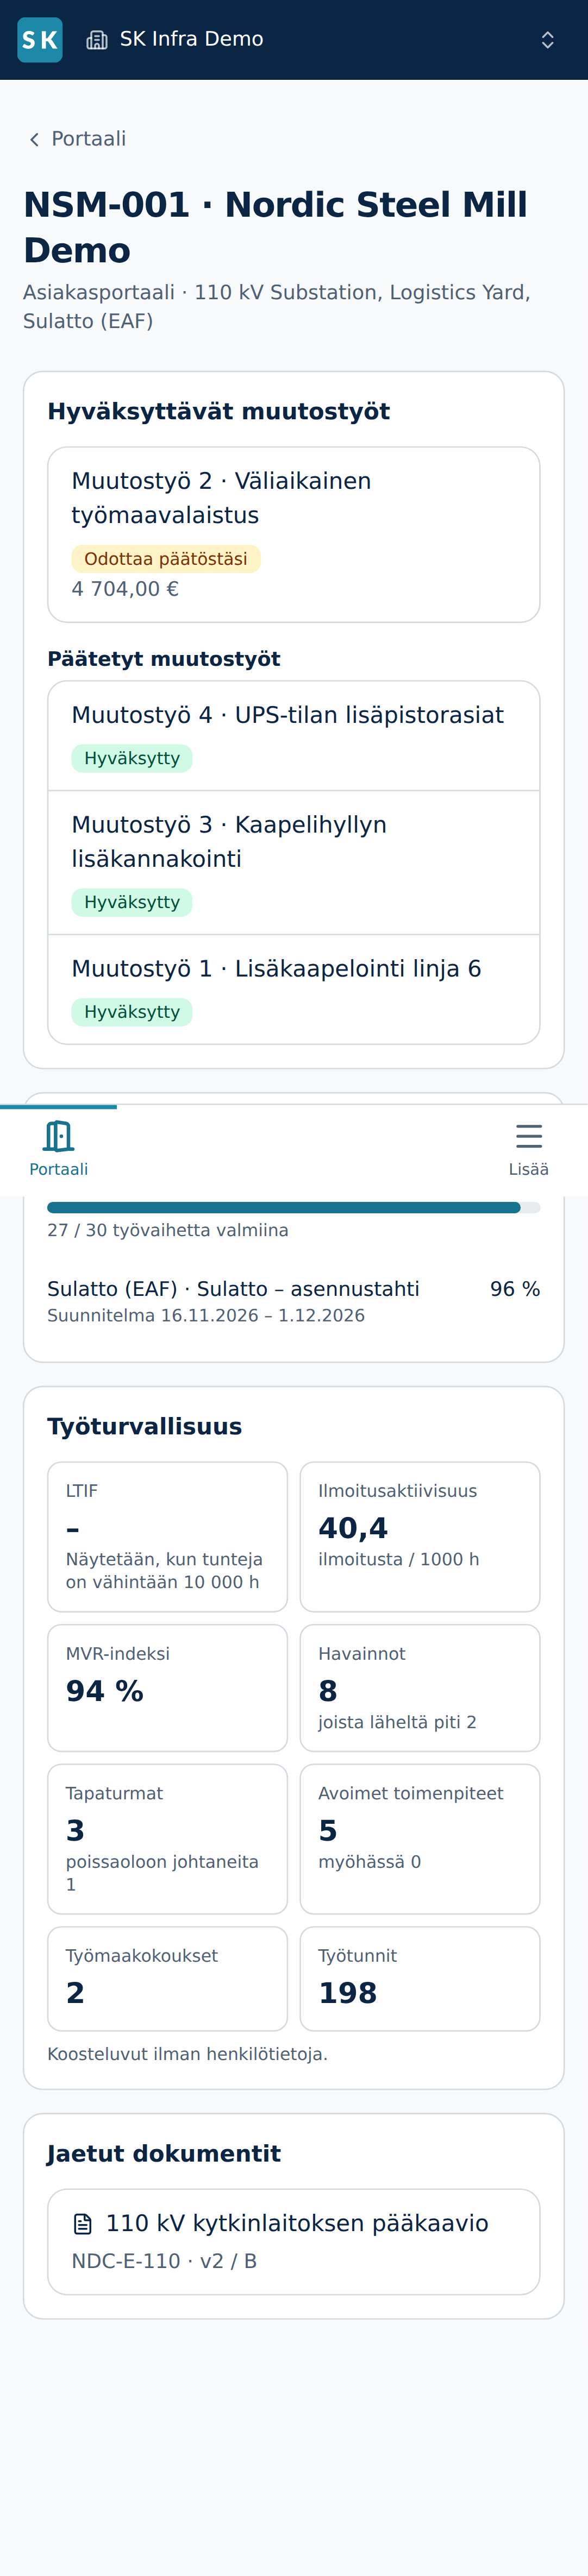 SK
SK Infra Demo
Portaali
NSM-001 · Nordic Steel Mill
Demo
Asiakasportaali · 110 kV Substation, Logistics Yard,
Sulatto (EAF)
Hyväksyttävät muutostyöt
Muutostyö 2 · Väliaikainen
työmaavalaistus
Odottaa päätöstäsi
4 704,00 €
Päätetyt muutostyöt
Muutostyö 4 · UPS-tilan lisäpistorasiat
Hyväksytty
Muutostyö 3 · Kaapelihyllyn
lisäkannakointi
Hyväksytty
Muutostyö 1 · Lisäkaapelointi linja 6
Hyväksytty
Portaali
Lisää
27 / 30 työvaihetta valmiina
Sulatto (EAF) · Sulatto – asennustahti 96 %
Suunnitelma 16.11.2026 – 1.12.2026
Työturvallisuus
LTIF
–
Näytetään, kun tunteja
on vähintään 10 000 h
Ilmoitusaktiivisuus
40,4
ilmoitusta / 1000 h
MVR-indeksi
94 %
Havainnot
8
joista läheltä piti 2
Tapaturmat
3
poissaoloon johtaneita
1
Avoimet toimenpiteet
5
myöhässä 0
Työmaakokoukset
2
Työtunnit
198
Koosteluvut ilman henkilötietoja.
Jaetut dokumentit
110 kV kytkinlaitoksen pääkaavio
NDC-E-110 · v2 / B